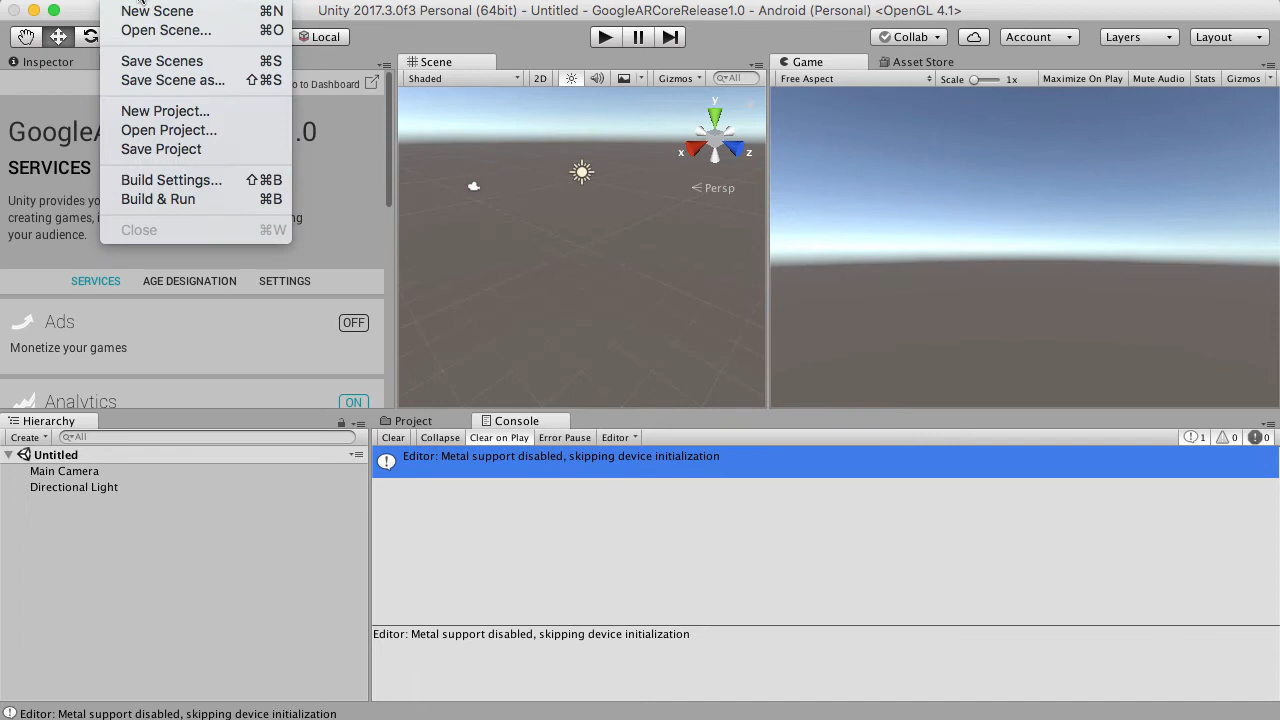 Unity 2017.3.0f3 Personal (64bit) - Untitled - GoogleARCoreRelease1.0 - Android (Personal) <OpenGL 4.1>
New Scene ⌘N
Open Scene... ⌘O
Save Scenes ⌘S
Save Scene as... ⇧⌘S
New Project...
Open Project...
Save Project
Build Settings... ⇧⌘B
Build & Run ⌘B
Close ⌘W
Local
Collab
Account
Layers
Layout
Inspector
to Dashboard
GoogleA
.0
SERVICES
Unity provides yo
creating games, i
your audience.
s of
SERVICES AGE DESIGNATION SETTINGS
Ads OFF
Monetize your games
Analytics ON
Scene
Shaded 2D Gizmos All
y
x z
Persp
Game Asset Store
Free Aspect Scale 1x Maximize On Play Mute Audio Stats Gizmos
Hierarchy
Create All
Untitled
Main Camera
Directional Light
Project Console
Clear Collapse Clear on Play Error Pause Editor 1 0 0
Editor: Metal support disabled, skipping device initialization
Editor: Metal support disabled, skipping device initialization
Editor: Metal support disabled, skipping device initialization